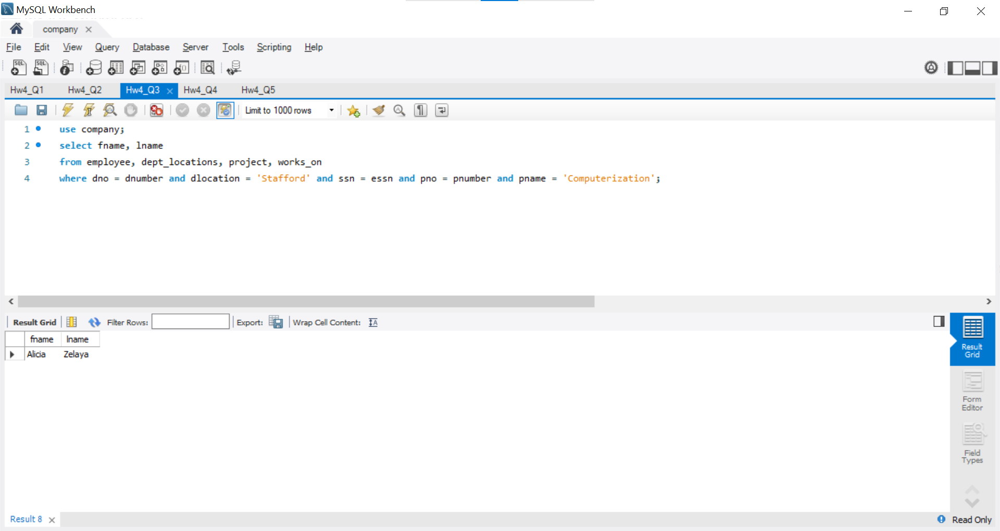 MySQL Workbench
company
File Edit View Query Database Server Tools Scripting Help
Hw4_Q1 Hw4_Q2 Hw4_Q3 Hw4_Q4 Hw4_Q5
Limit to 1000 rows
1 use company;
2 select fname, lname
3 from employee, dept_locations, project, works_on
4 where dno = dnumber and dlocation = 'Stafford' and ssn = essn and pno = pnumber and pname = 'Computerization';
Result Grid Filter Rows: Export: Wrap Cell Content:
fname lname
Alicia Zelaya
Result
Grid
Form
Editor
Field
Types
Result 8
Read Only